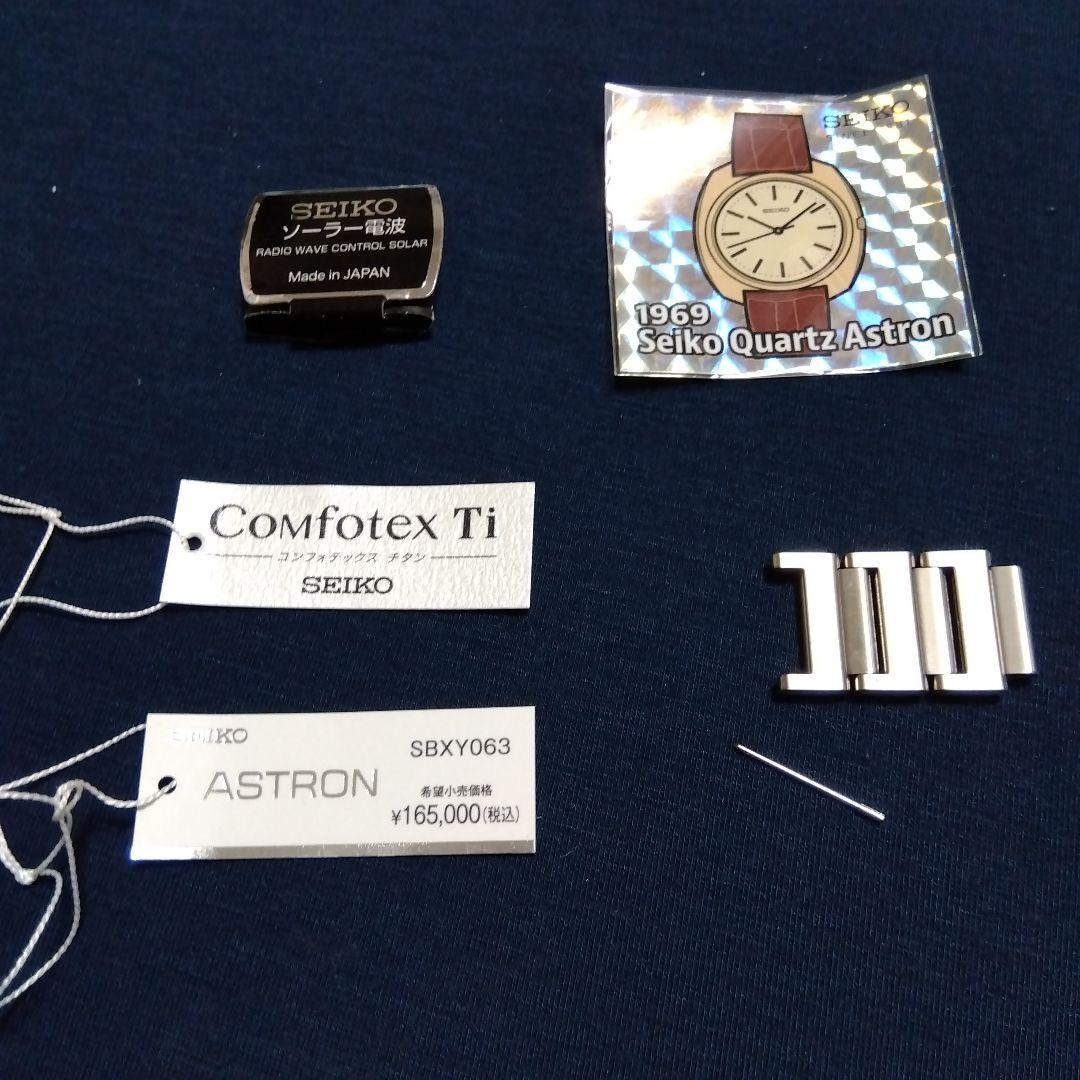 SEIKO
ソーラー電波
RADIO WAVE CONTROL SOLAR
Made in JAPAN
SEIKO
SEIKO
1969
Seiko Quartz Astron
COMfOTEX Ti
コンフォテックス チタン
SEIKO
SEIKO
SBXY063
ASTRON
希望小売価格
¥165,000(税込)